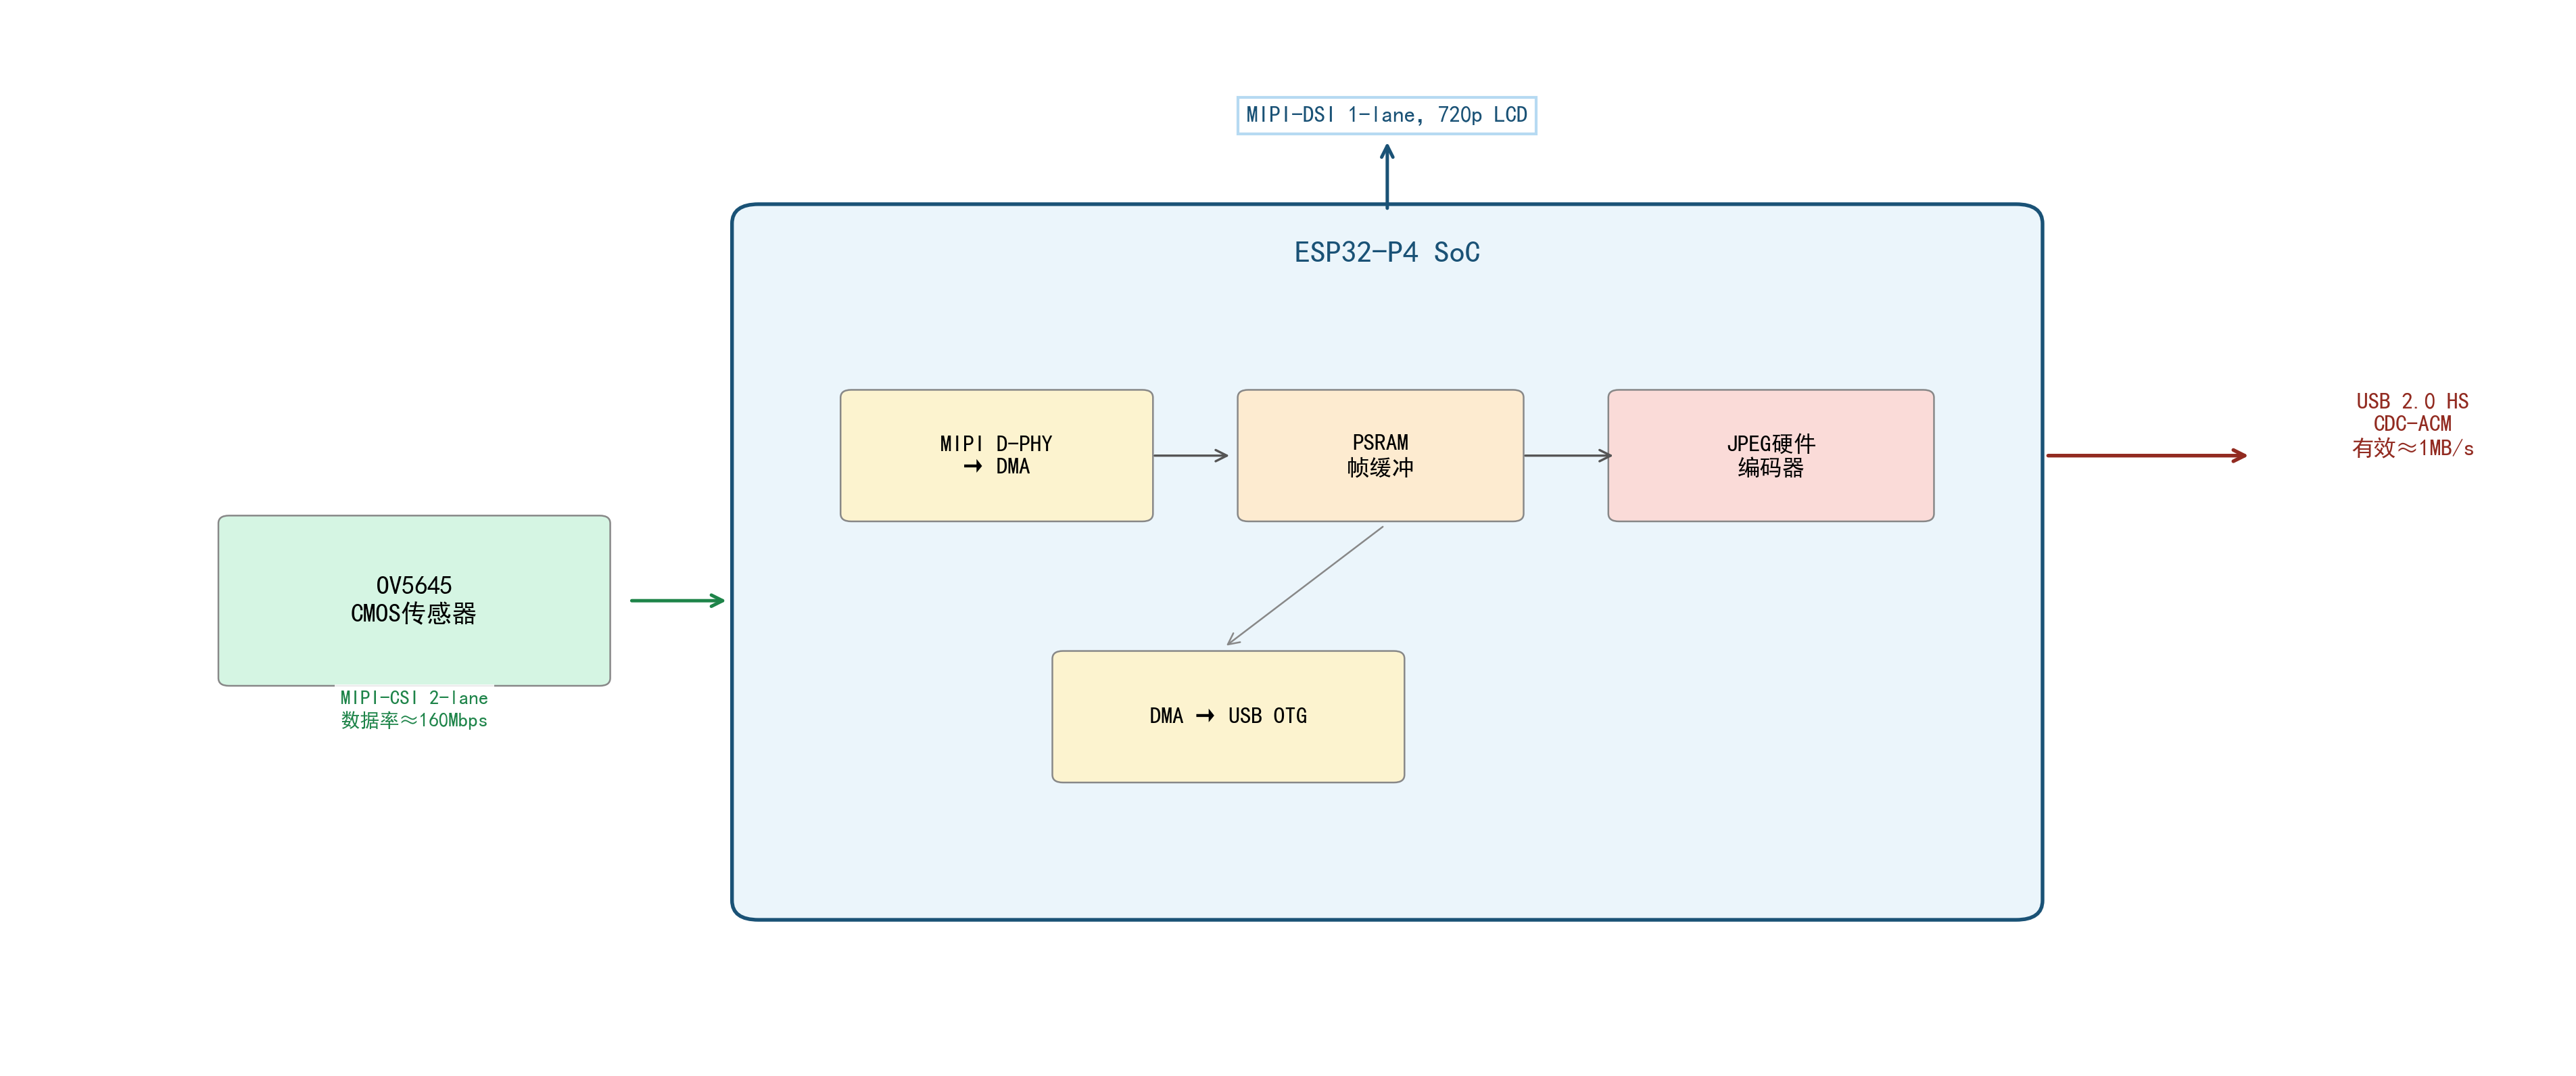 MIPI-DSI 1-lane, 720p LCD
ESP32-P4 SoC
MIPI D-PHY
→ DMA
PSRAM
帧缓冲
JPEG硬件
编码器
USB 2.0 HS
CDC-ACM
有效≈1MB/s
OV5645
CMOS传感器
MIPI-CSI 2-lane
数据率≈160Mbps
DMA → USB OTG